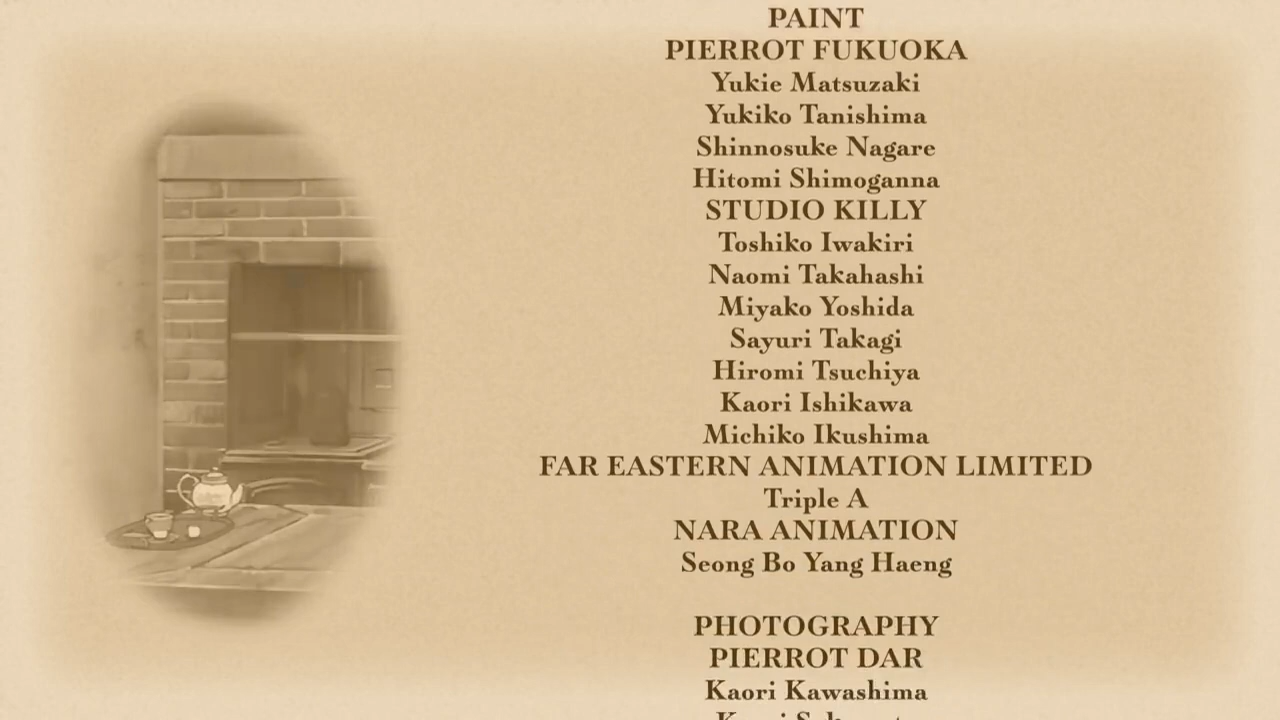 PAINT
PIERROT FUKUOKA
Yukie Matsuzaki
Yukiko Tanishima
Shinnosuke Nagare
Hitomi Shimoganna
STUDIO KILLY
Toshiko Iwakiri
Naomi Takahashi
Miyako Yoshida
Sayuri Takagi
Hiromi Tsuchiya
Kaori Ishikawa
Michiko Ikushima
FAR EASTERN ANIMATION LIMITED
Triple A
NARA ANIMATION
Seong Bo Yang Haeng
PHOTOGRAPHY
PIERROT DAR
Kaori Kawashima